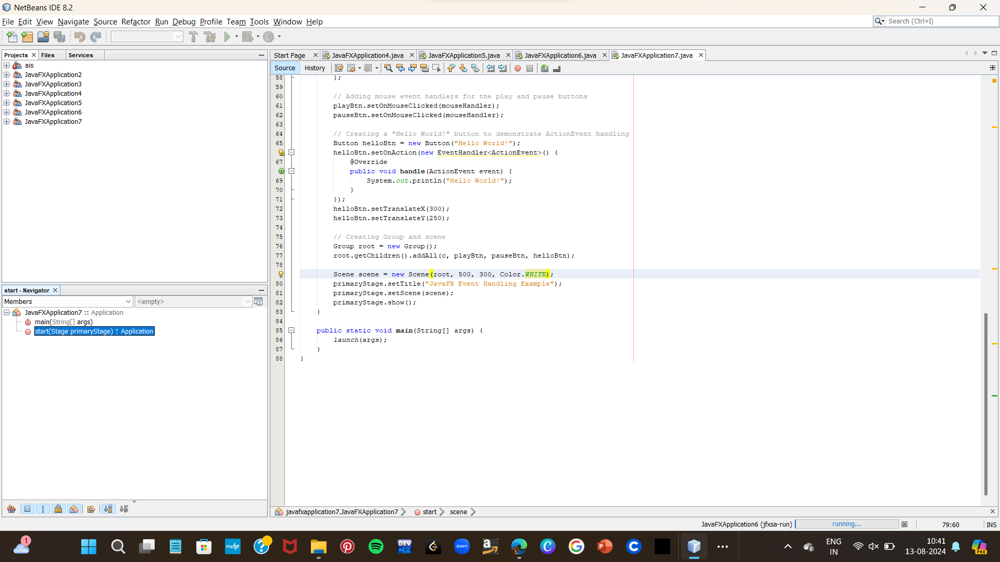 NetBeans IDE 8.2
File Edit View Navigate Source Refactor Run Debug Profile Team Tools Window Help
Search (Ctrl+I)
Projects Files Services
ais
JavaFXApplication2
JavaFXApplication3
JavaFXApplication4
JavaFXApplication5
JavaFXApplication6
JavaFXApplication7
start - Navigator
Members <empty>
JavaFXApplication7 :: Application
main(String[] args)
start(Stage primaryStage) ↑ Application
Start Page JavaFXApplication4.java JavaFXApplication5.java JavaFXApplication6.java JavaFXApplication7.java
Source History
58 };
59
60 // Adding mouse event handlers for the play and pause buttons
61 playBtn.setOnMouseClicked(mouseHandler);
62 pauseBtn.setOnMouseClicked(mouseHandler);
63
64 // Creating a "Hello World!" button to demonstrate ActionEvent handling
65 Button helloBtn = new Button("Hello World!");
helloBtn.setOnAction(new EventHandler<ActionEvent>() {
67 @Override
public void handle(ActionEvent event) {
69 System.out.println("Hello World!");
70 }
71 });
72 helloBtn.setTranslateX(300);
73 helloBtn.setTranslateY(250);
74
75 // Creating Group and scene
76 Group root = new Group();
77 root.getChildren().addAll(c, playBtn, pauseBtn, helloBtn);
78
Scene scene = new Scene(root, 500, 300, Color.WHITE);
80 primaryStage.setTitle("JavaFX Event Handling Example");
81 primaryStage.setScene(scene);
82 primaryStage.show();
83 }
84
85 public static void main(String[] args) {
86 launch(args);
87 }
88 }
javafxapplication7.JavaFXApplication7 start scene
JavaFXApplication6 (jfxsa-run) running... 79:60 INS
1
myhp
DEV
zoom
ENG
IN
10:41
13-08-2024
PRE